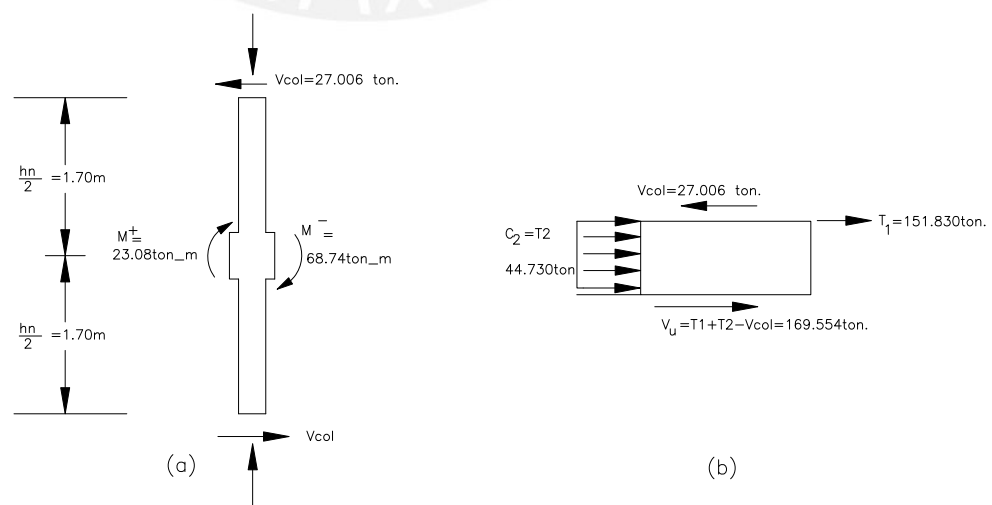 Vcol=27.006 ton.
hn
2
=1.70m
M+=
23.08ton_m
M-=
68.74ton_m
hn
2
=1.70m
Vcol
(a)
Vcol=27.006 ton.
T1=151.830ton.
C2=T2
44.730ton
Vu=T1+T2-Vcol=169.554ton.
(b)